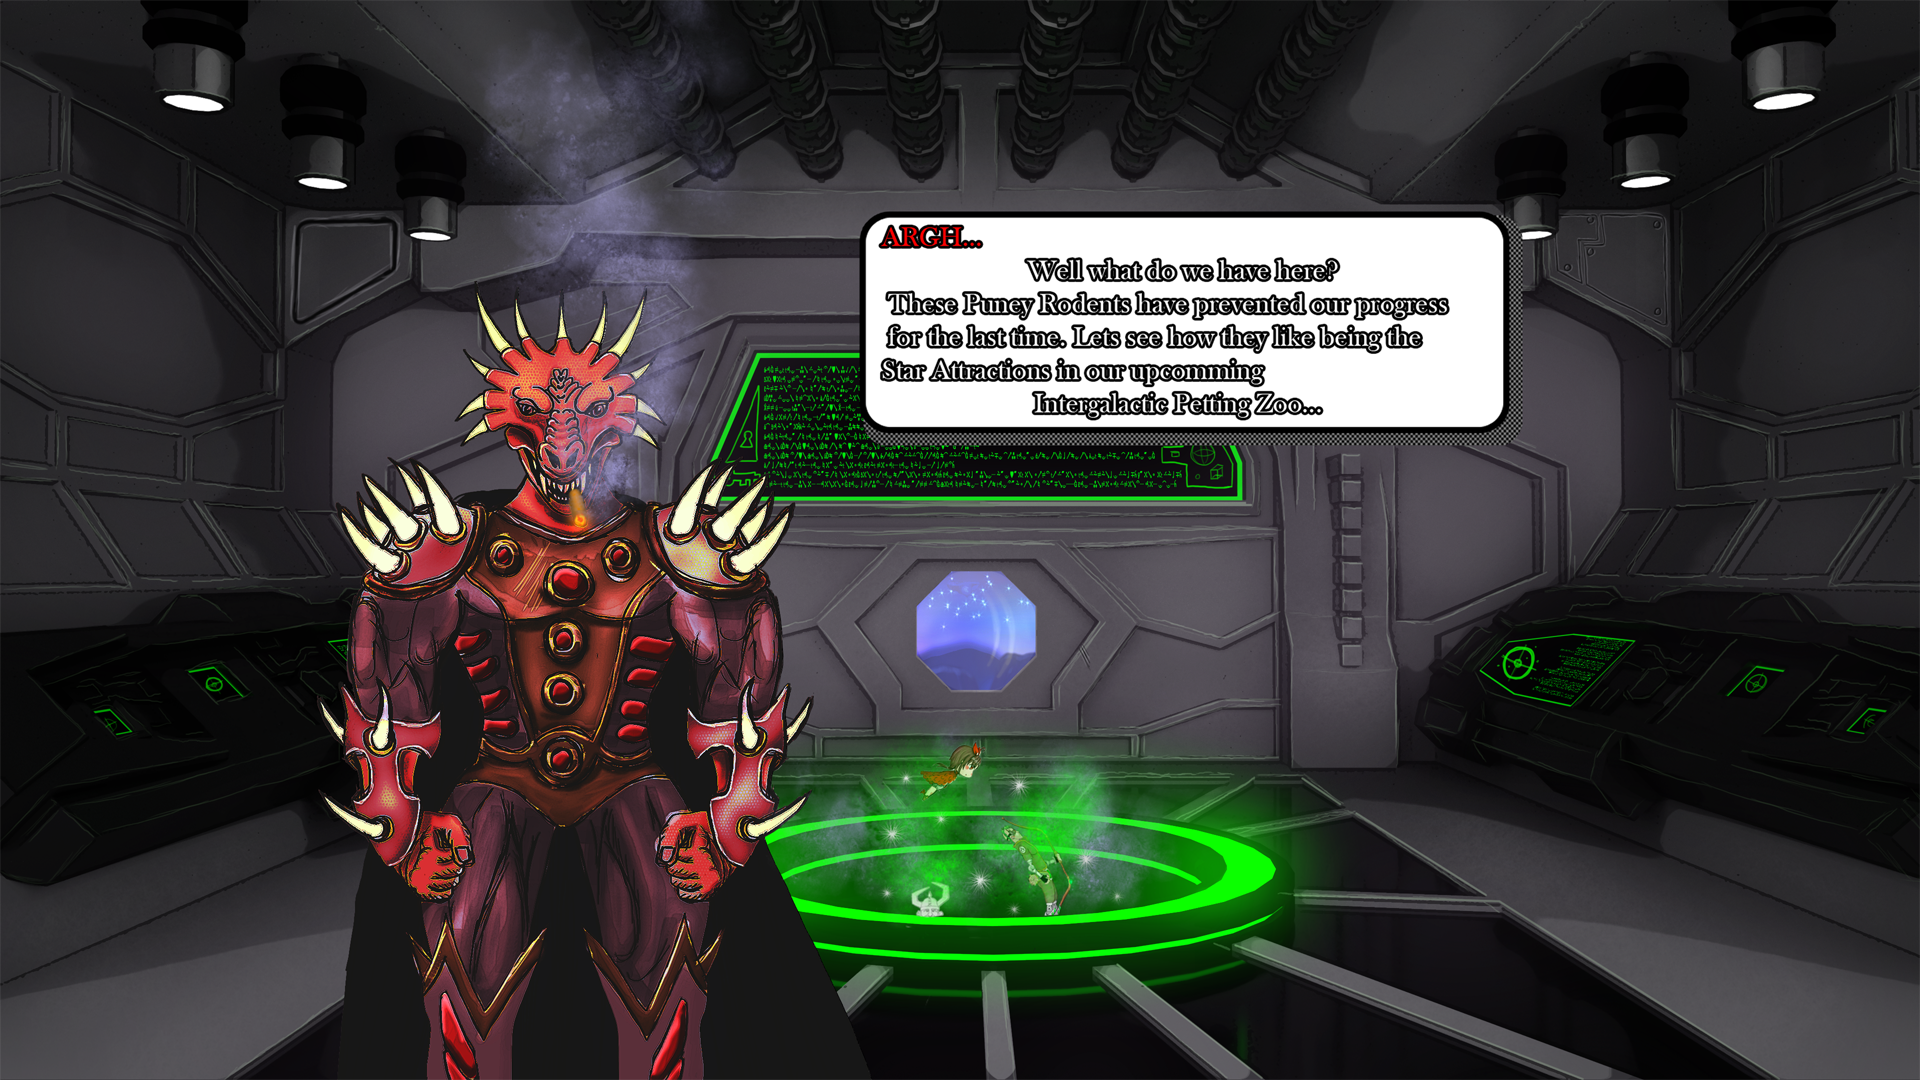 ARGH...
Well what do we have here?
These Puney Rodents have prevented our progress
for the last time. Lets see how they like being the
Star Attractions in our upcomming
Intergalactic Petting Zoo...